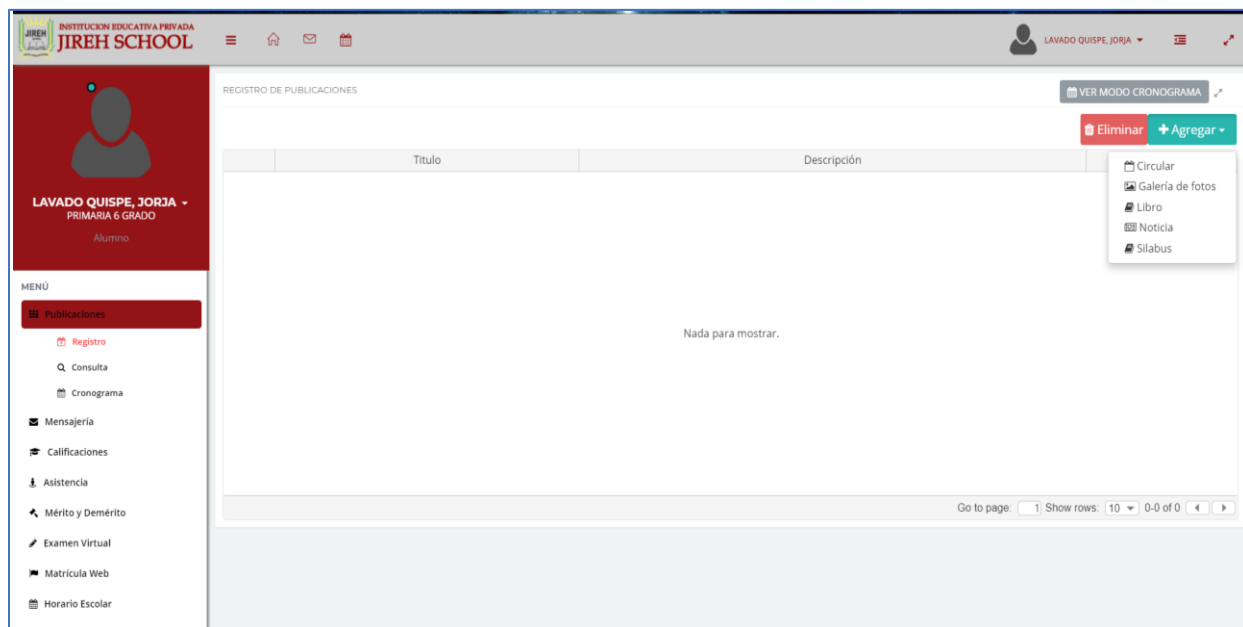 JIREH
INSTITUCION EDUCATIVA PRIVADA
JIREH SCHOOL
LAVADO QUISPE, JORJA
REGISTRO DE PUBLICACIONES
VER MODO CRONOGRAMA
Eliminar
Agregar
Titulo
Descripción
Circular
Galería de fotos
Libro
Noticia
Silabus
LAVADO QUISPE, JORJA
PRIMARIA 6 GRADO
Alumno
MENÚ
Publicaciones
Registro
Consulta
Cronograma
Mensajería
Calificaciones
Asistencia
Mérito y Demérito
Examen Virtual
Matrícula Web
Horario Escolar
Nada para mostrar.
Go to page: 1 Show rows: 10 0-0 of 0